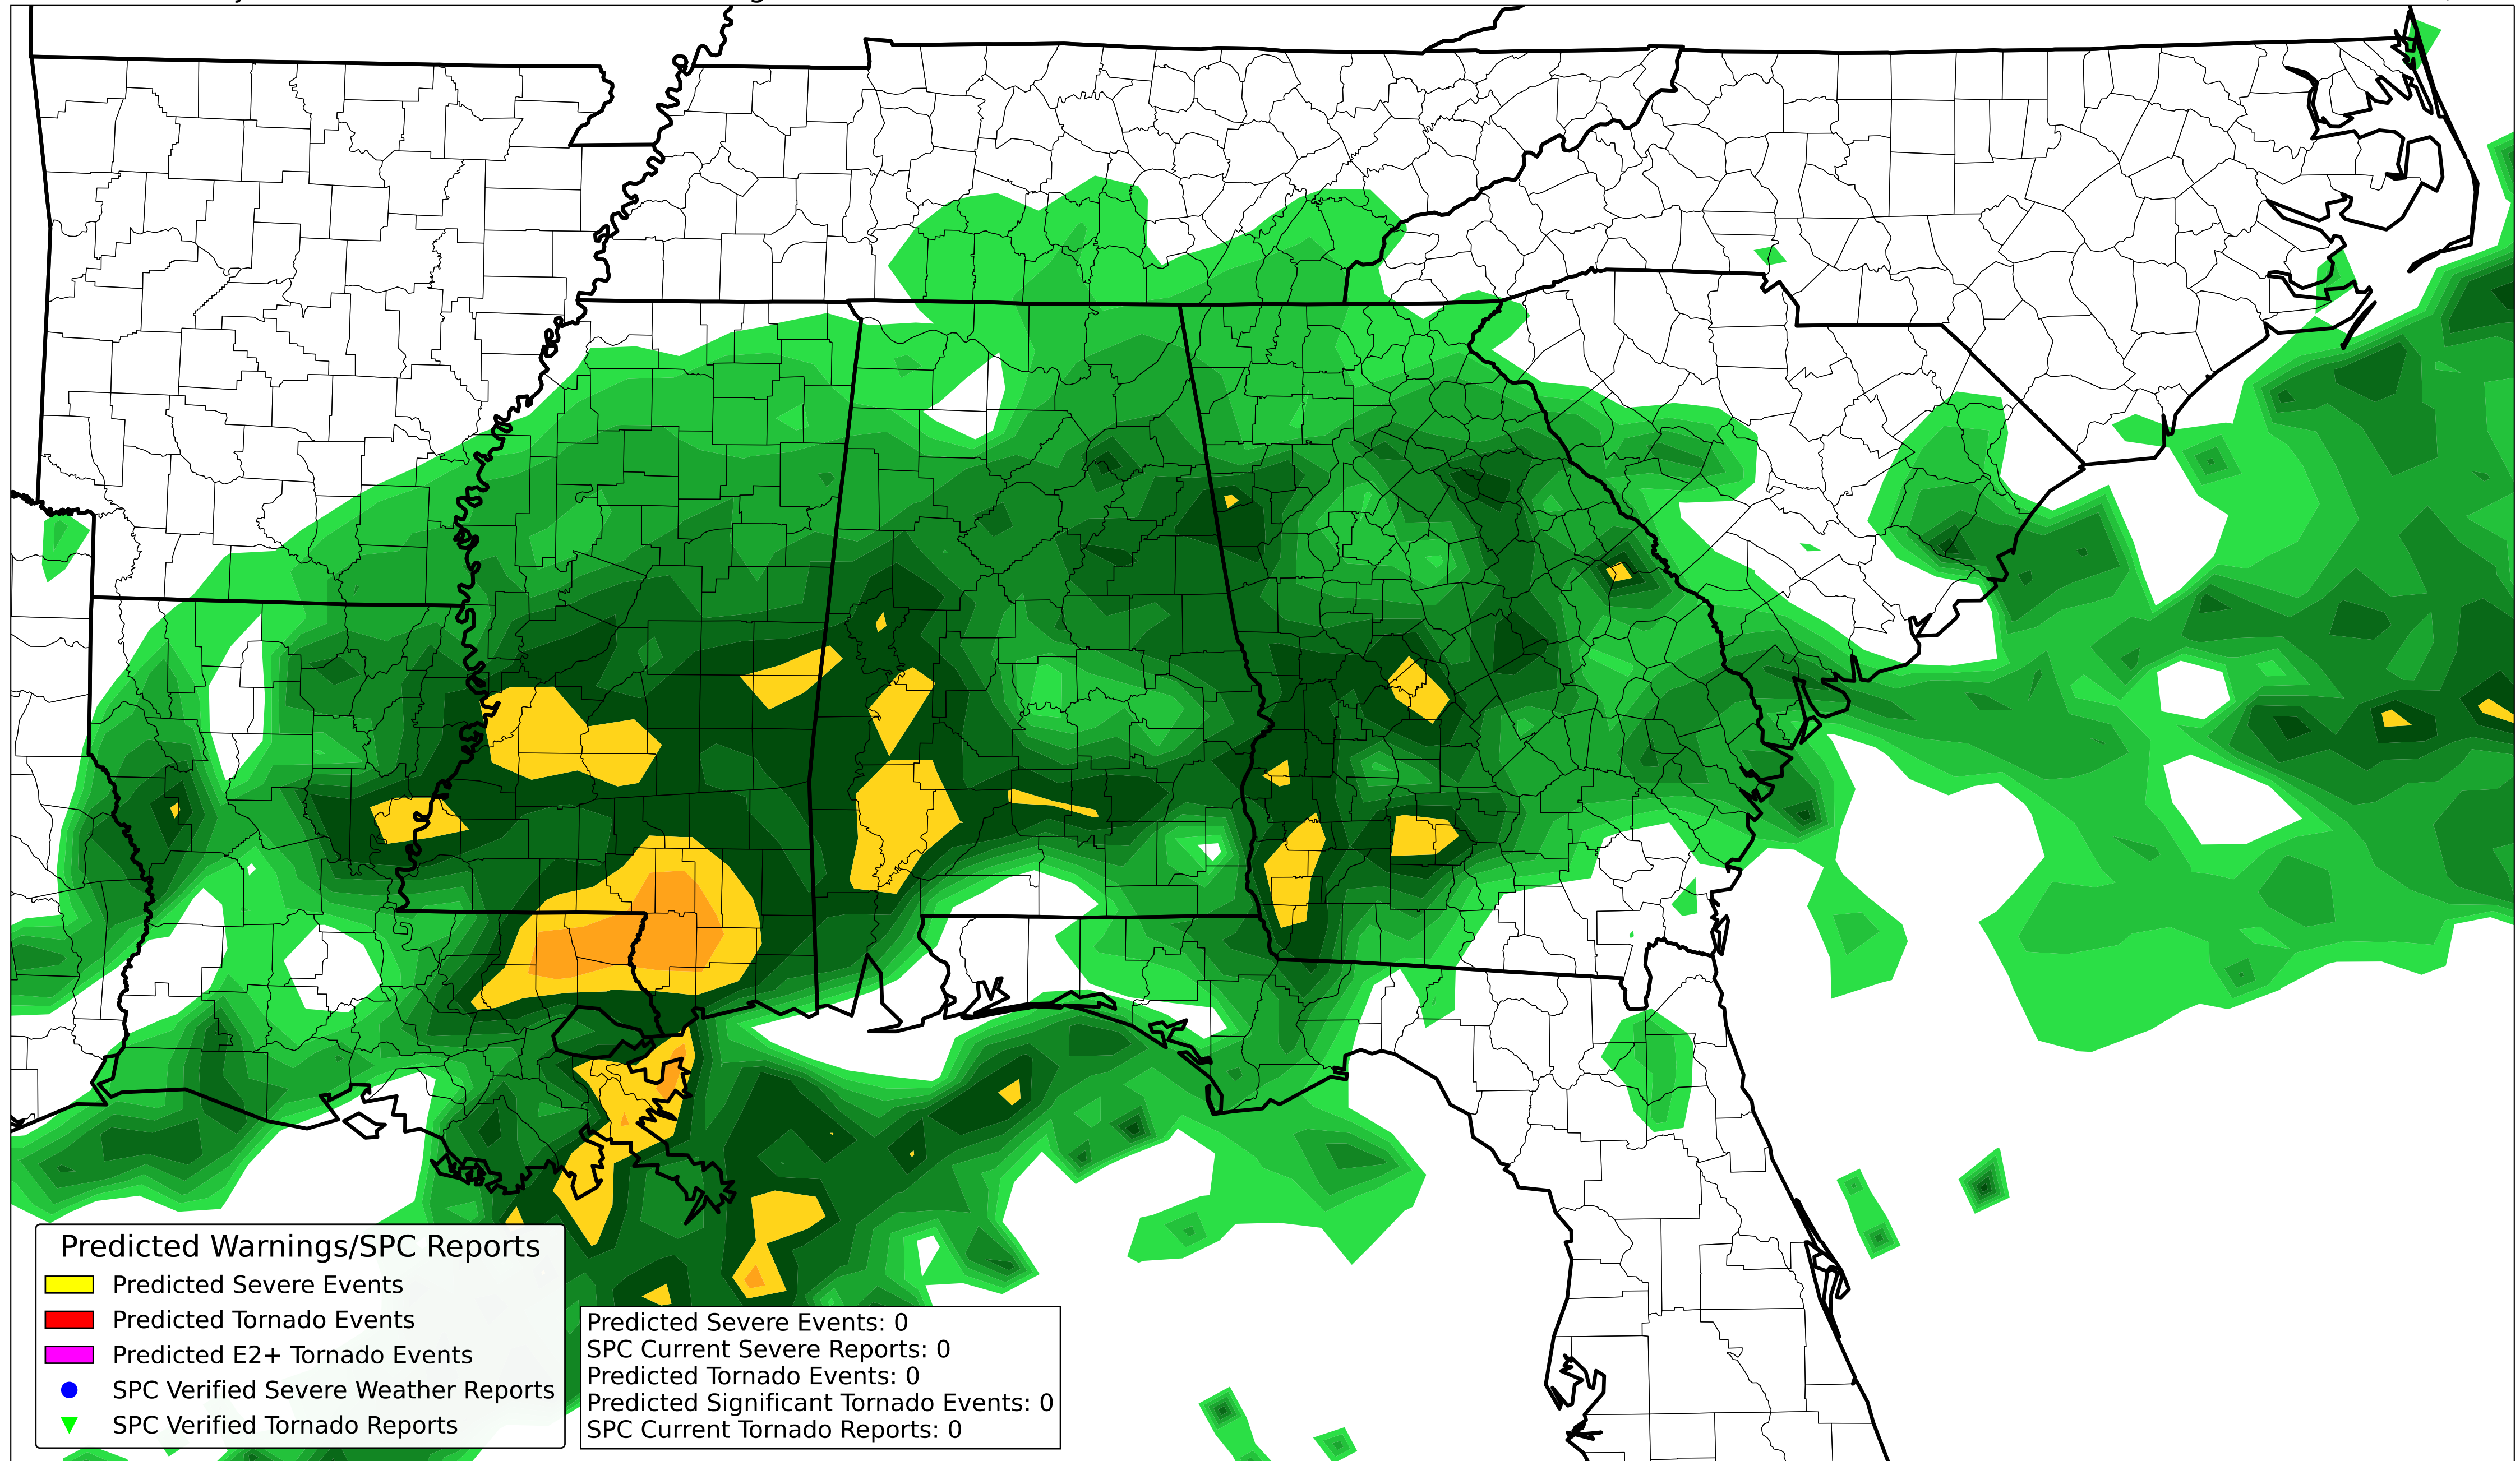 Predicted Warnings/SPC Reports
Predicted Severe Events
Predicted Tornado Events
Predicted E2+ Tornado Events
SPC Verified Severe Weather Reports
SPC Verified Tornado Reports
Predicted Severe Events: 0
SPC Current Severe Reports: 0
Predicted Tornado Events: 0
Predicted Significant Tornado Events: 0
SPC Current Tornado Reports: 0